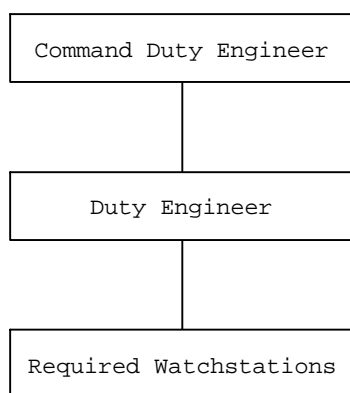 Command Duty Engineer
Duty Engineer
Required Watchstations